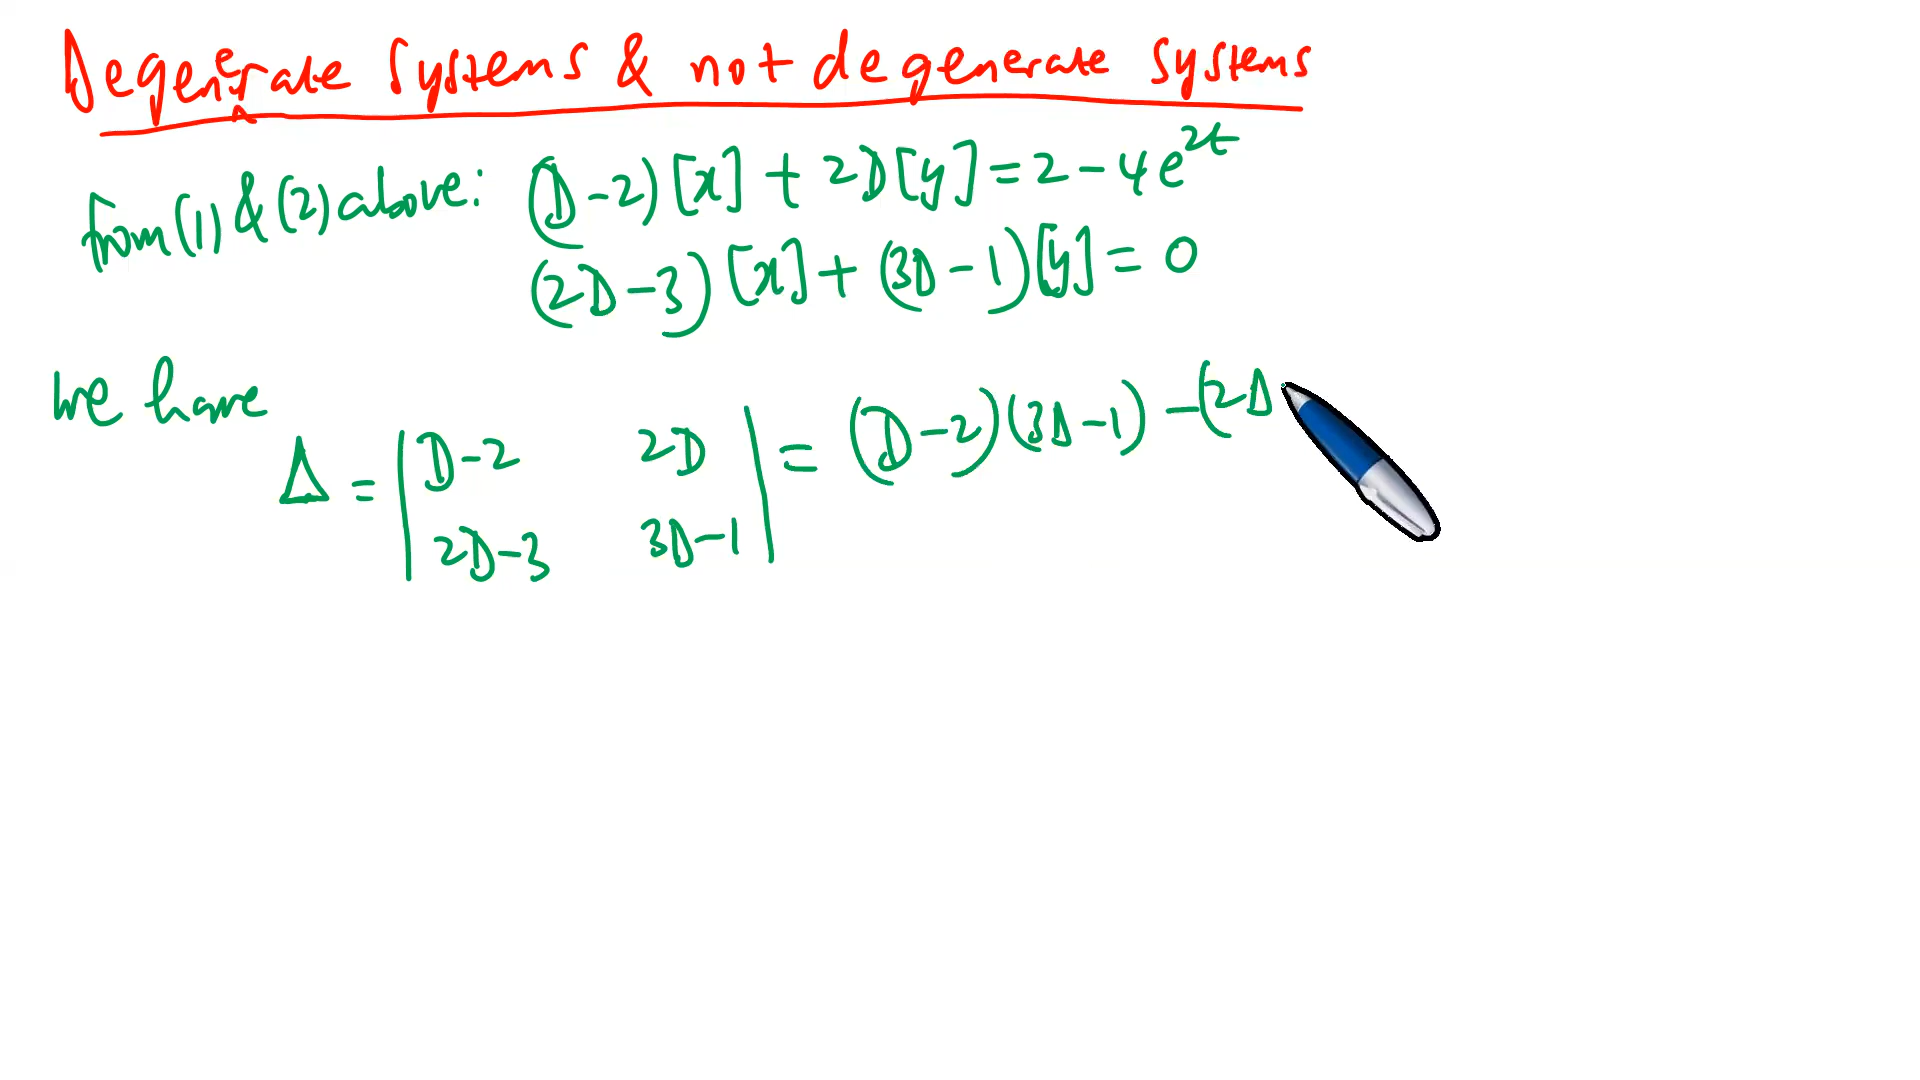 Degenerate Systems & not degenerate systems
from (1) & (2) above: (D-2)[x] + 2D[y] = 2 - 4e^{2t}
(2D-3)[x] + (3D-1)[y] = 0
We have
Δ = | D-2 2D | = (D-2)(3D-1) - (2D
| 2D-3 3D-1 |